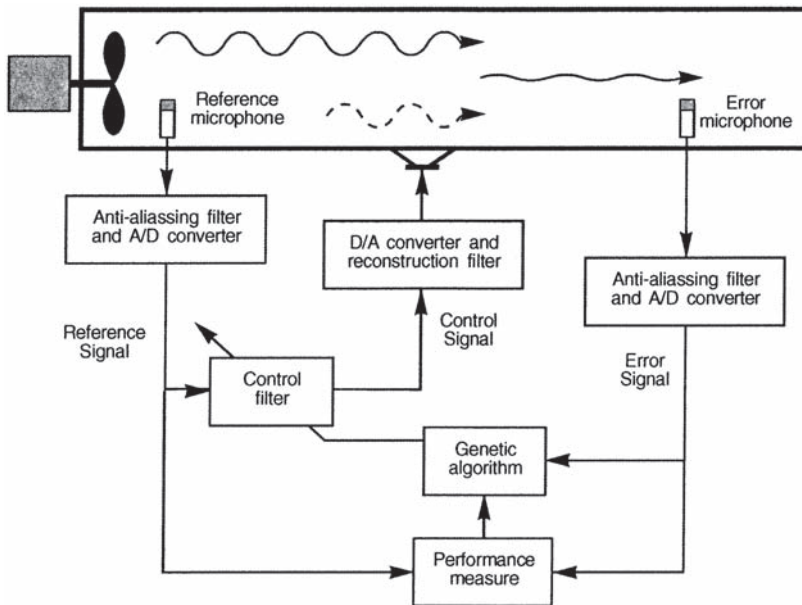 Reference
microphone
Error
microphone
Anti-aliassing filter
and A/D converter
D/A converter and
reconstruction filter
Anti-aliassing filter
and A/D converter
Reference
Signal
Control
Signal
Error
Signal
Control
filter
Genetic
algorithm
Performance
measure